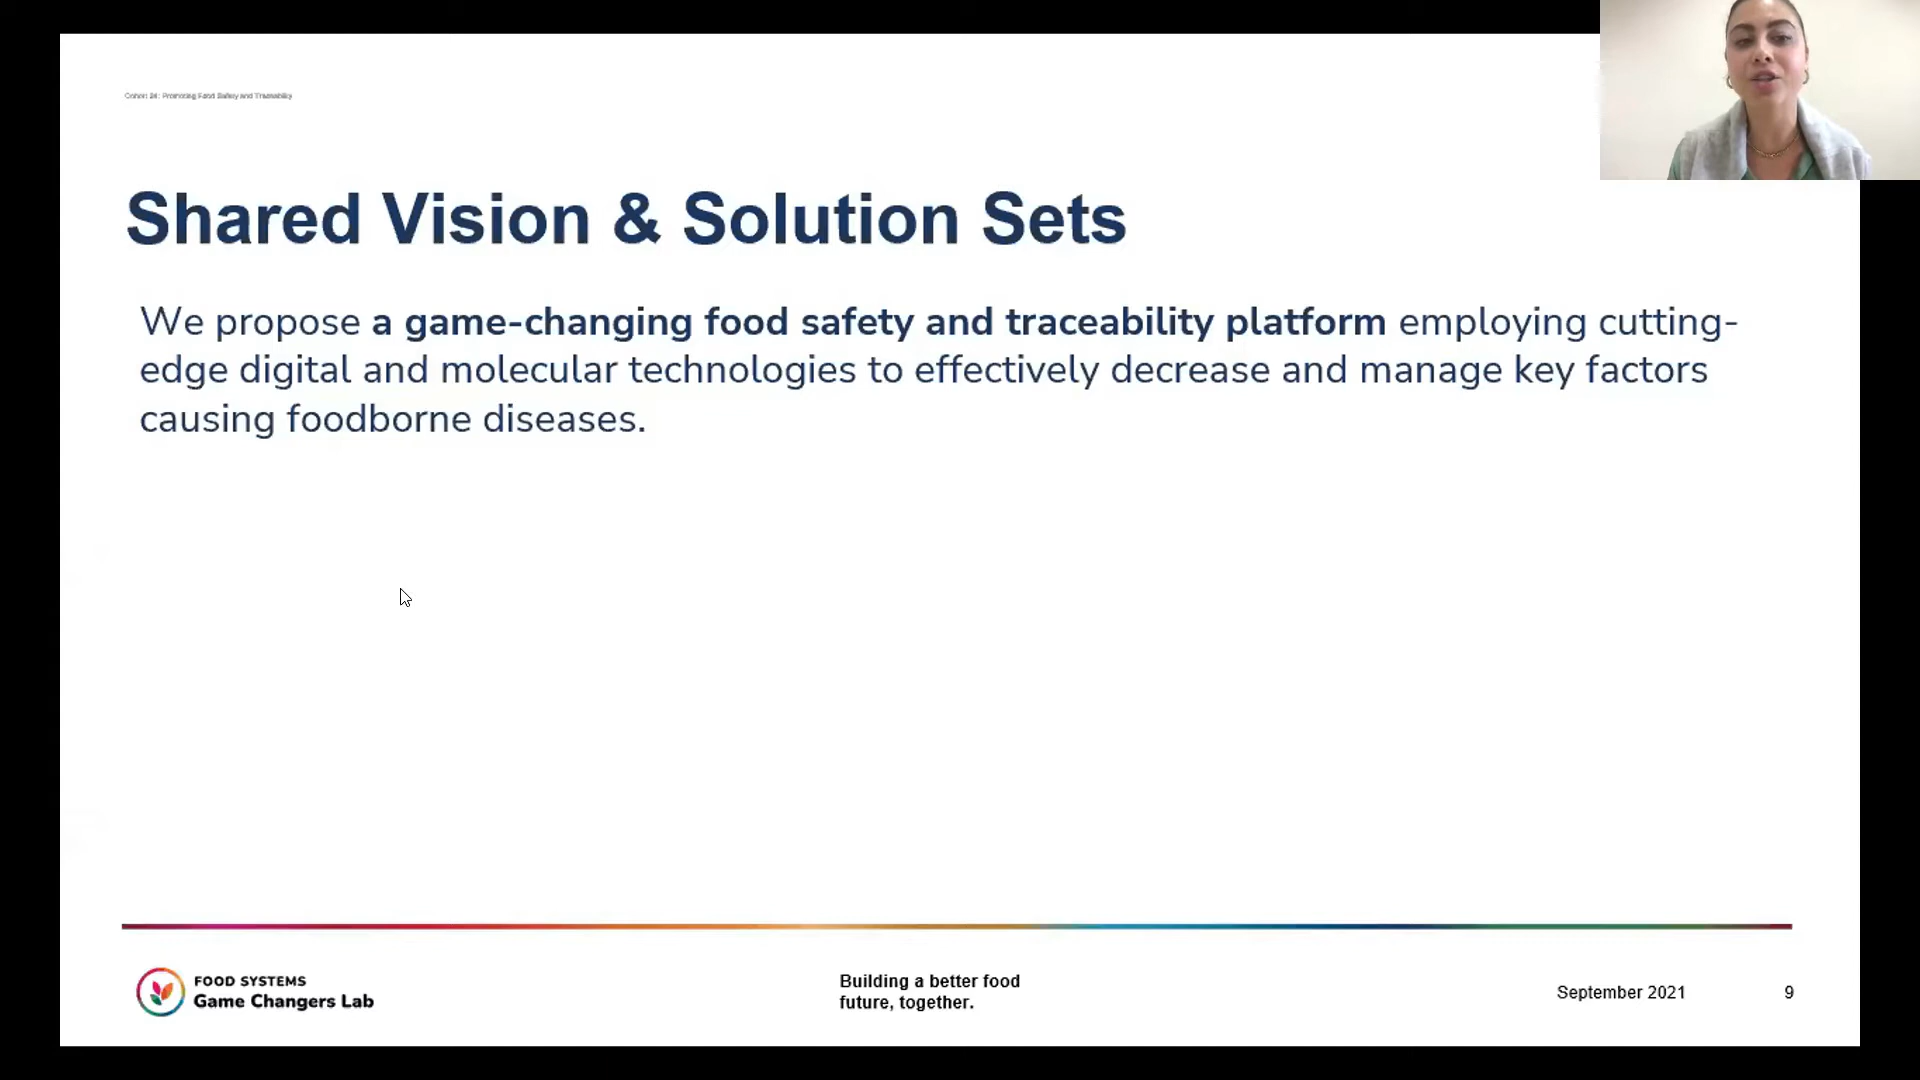 Cohort 24: Promoting Food Safety and Traceability
Shared Vision & Solution Sets
We propose a game-changing food safety and traceability platform employing cutting-
edge digital and molecular technologies to effectively decrease and manage key factors
causing foodborne diseases.
FOOD SYSTEMS
Game Changers Lab
Building a better food
future, together.
September 2021
9